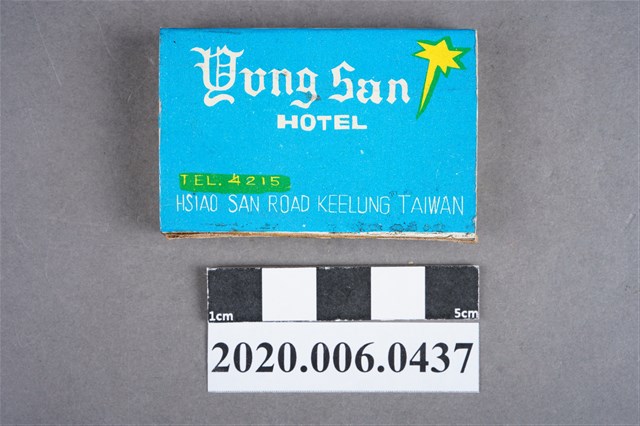 Yung San
HOTEL
TEL. 4215
HSIAO SAN ROAD KEELUNG TAIWAN
1cm 5cm
2020.006.0437